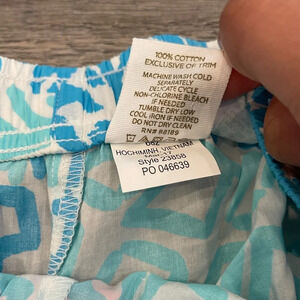 100% COTTON
EXCLUSIVE OF TRIM
MACHINE WASH COLD
SEPARATELY
DELICATE CYCLE
NON-CHLORINE BLEACH
IF NEEDED
TUMBLE DRY LOW
COOL IRON IF NEEDED
DO NOT DRY CLEAN
RN# 88189
HOCHIMINH, VIETNAM
Style 23858
PO 046639